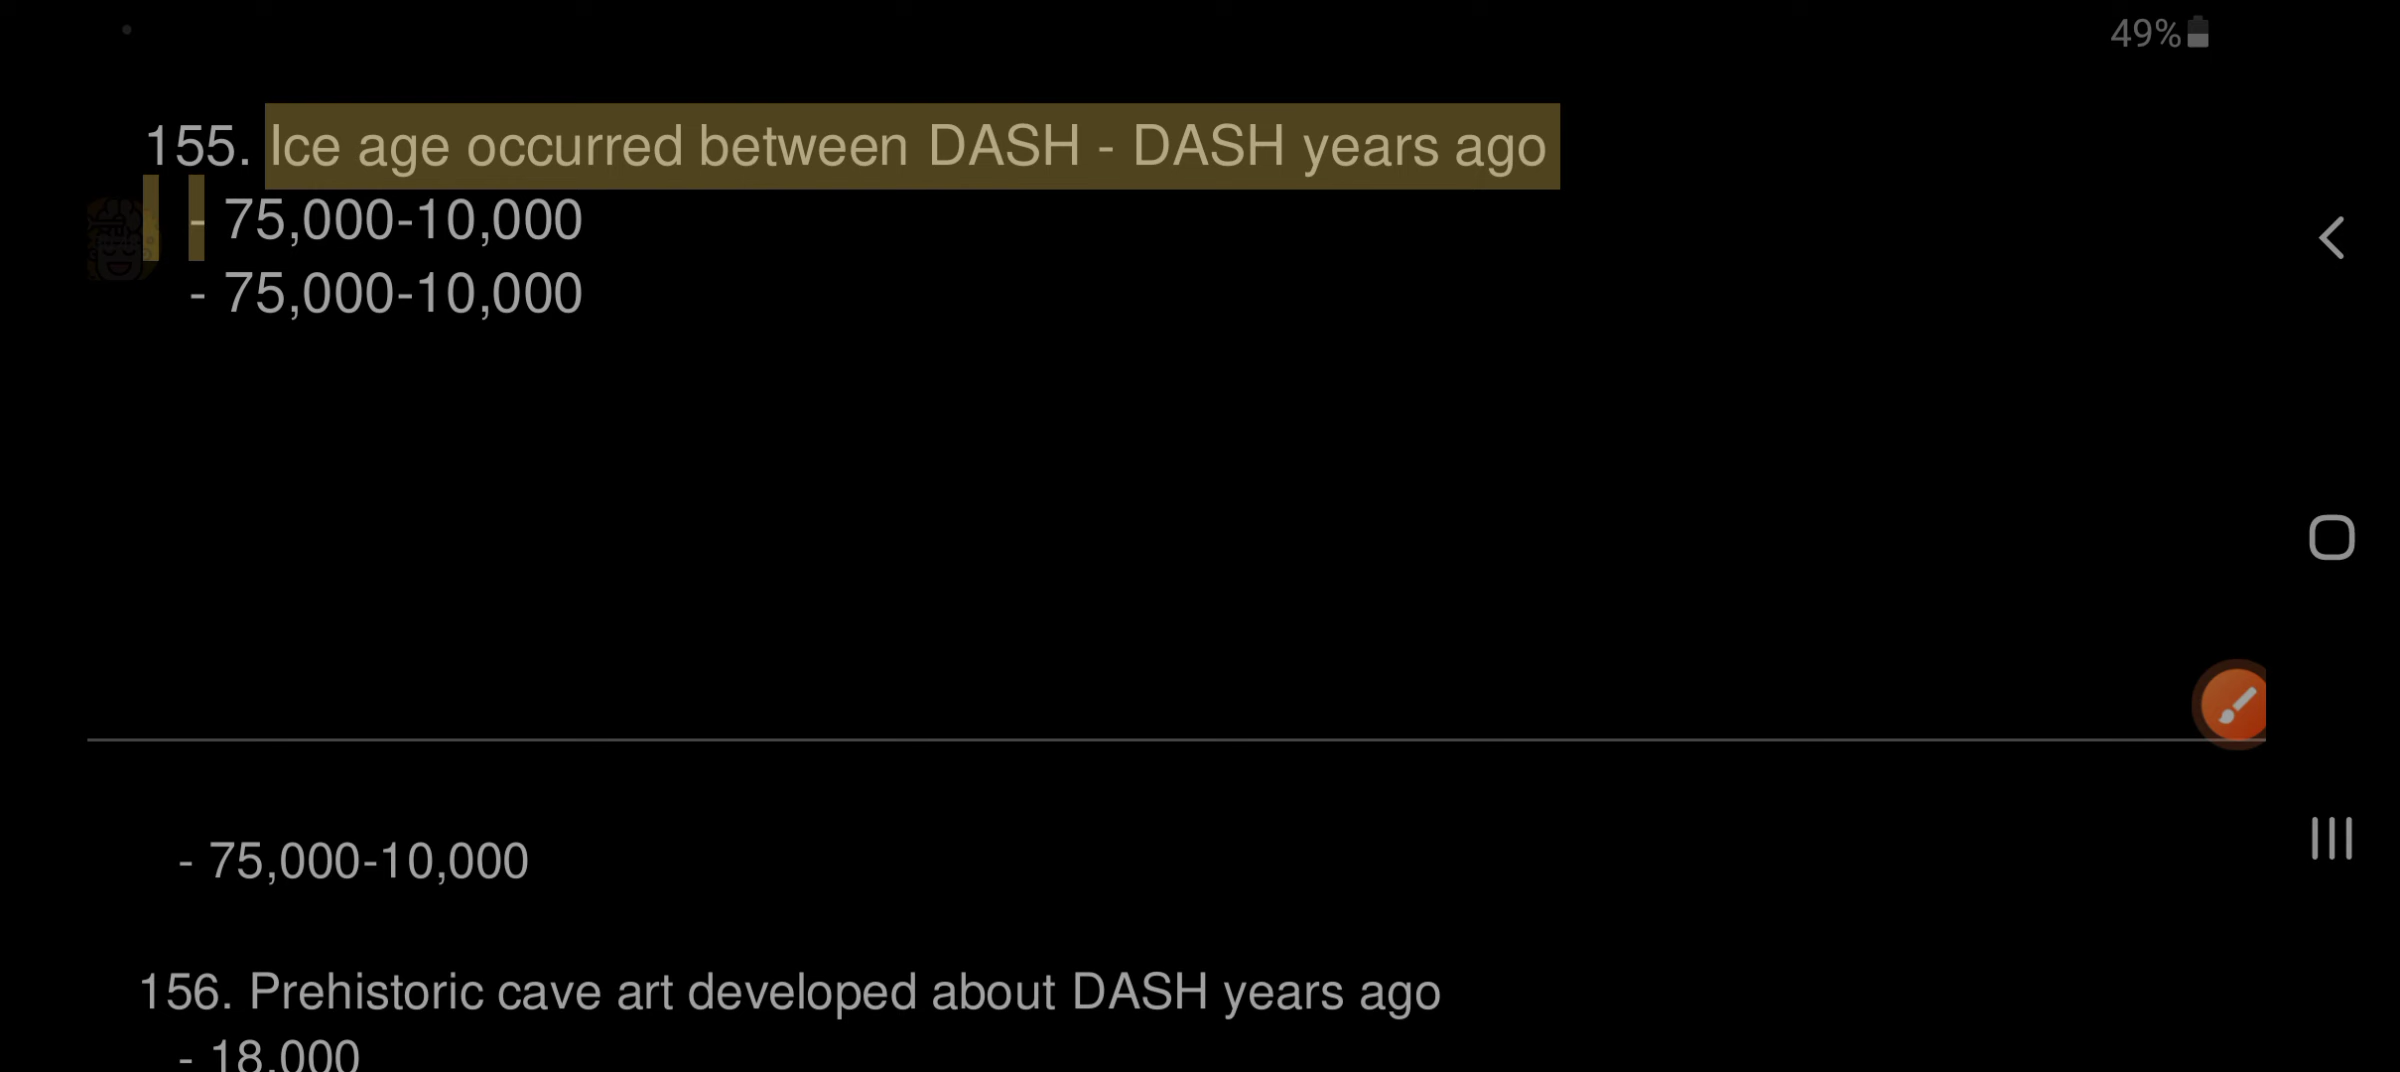 49%
155. Ice age occurred between DASH - DASH years ago
- 75,000-10,000
- 75,000-10,000
- 75,000-10,000
156. Prehistoric cave art developed about DASH years ago
- 18,000